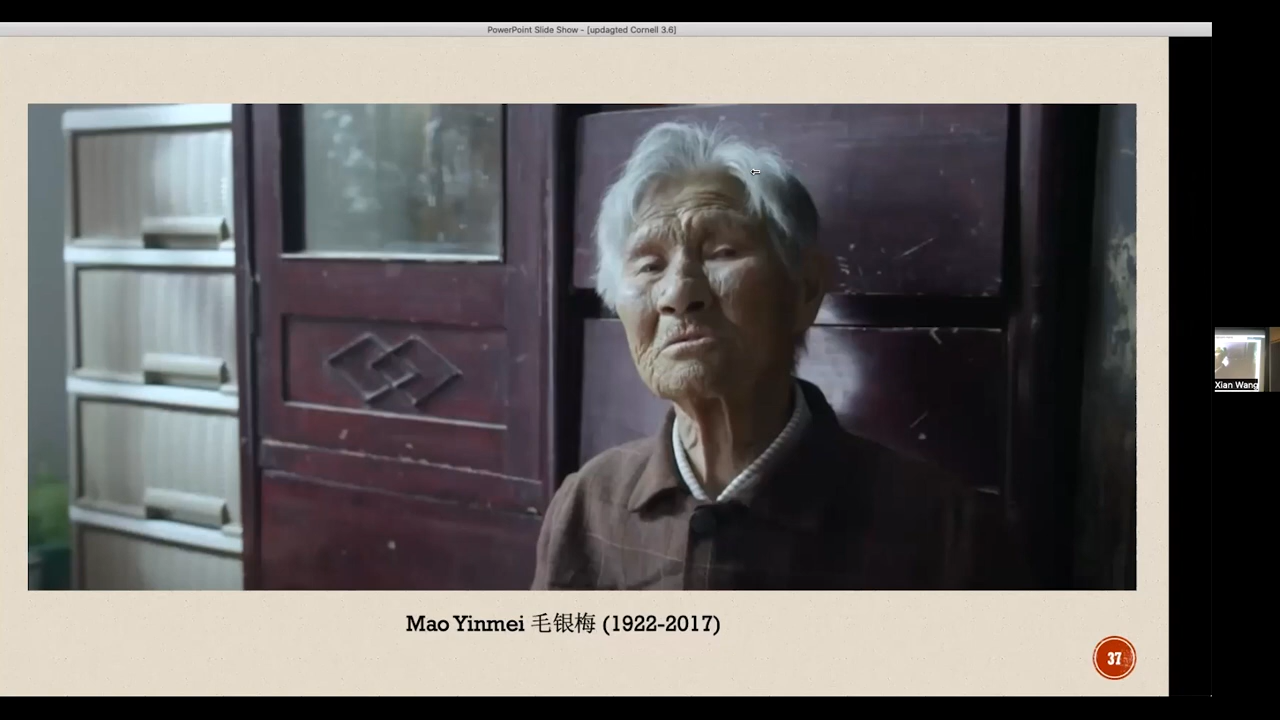 PowerPoint Slide Show - [updagted Cornell 3.6]
Xian Wang
Mao Yinmei 毛银梅 (1922-2017)
37